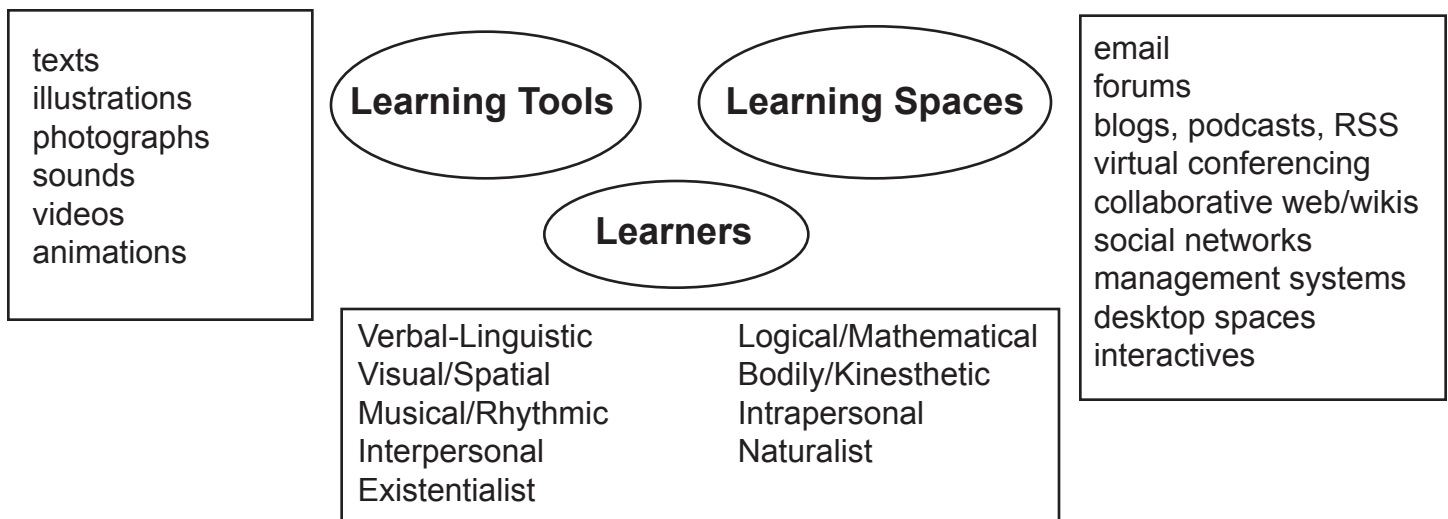 texts
illustrations
photographs
sounds
videos
animations
Learning Tools
Learning Spaces
Learners
email
forums
blogs, podcasts, RSS
virtual conferencing
collaborative web/wikis
social networks
management systems
desktop spaces
interactives
Verbal-Linguistic
Visual/Spatial
Musical/Rhythmic
Interpersonal
Existentialist
Logical/Mathematical
Bodily/Kinesthetic
Intrapersonal
Naturalist